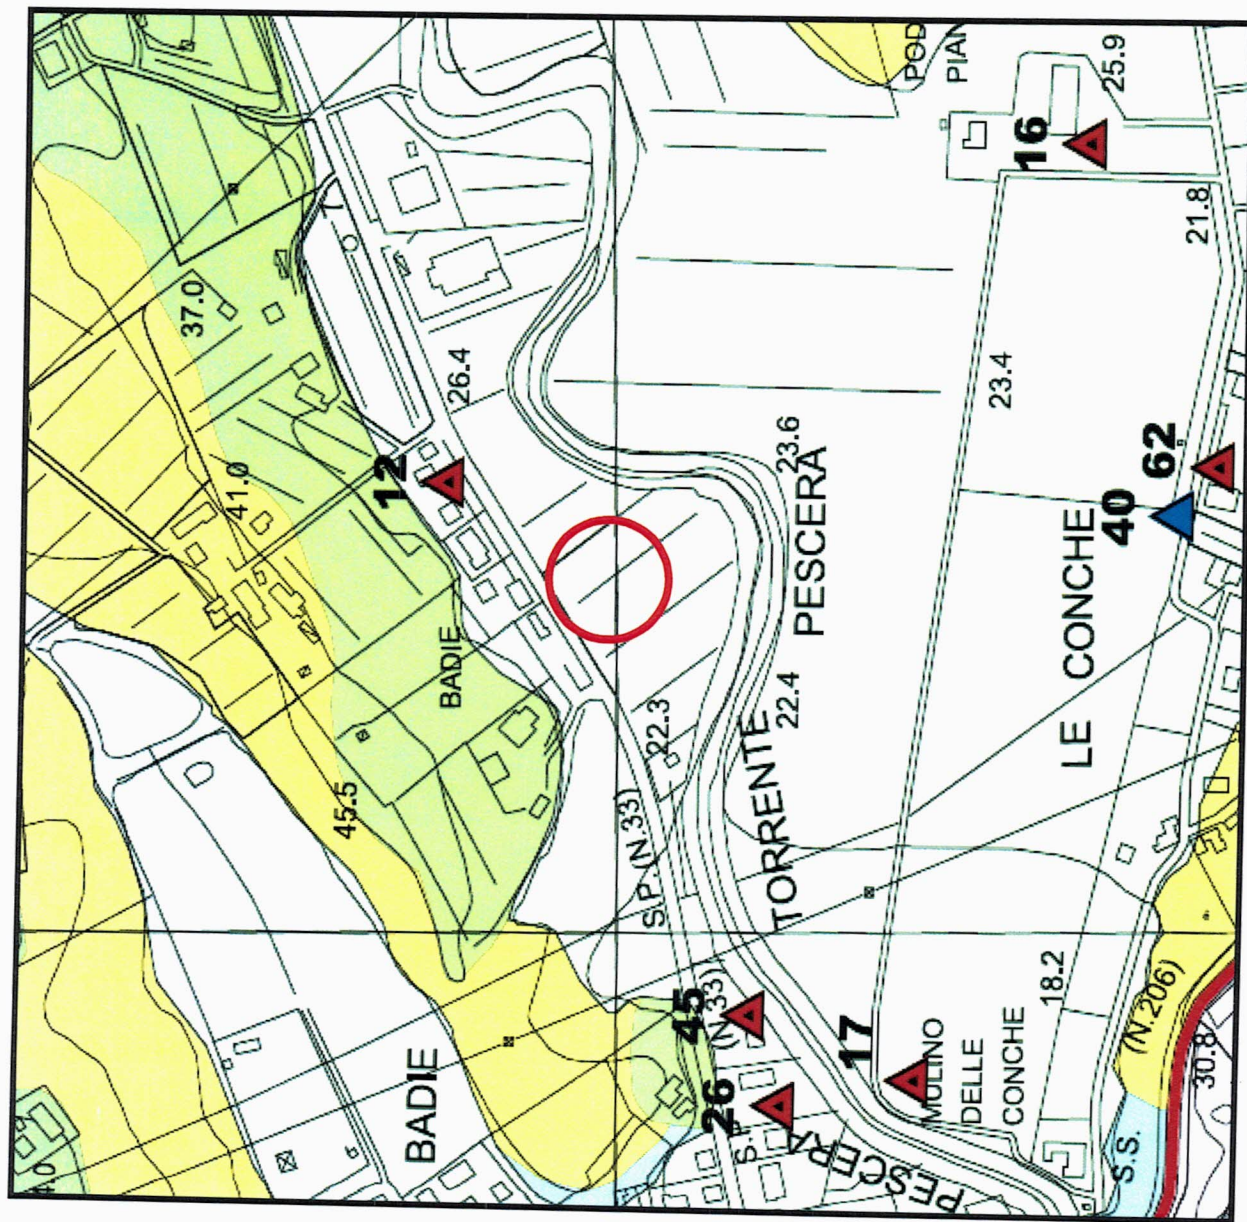 POD
PIAN
25.9
16
21.8
37.0
26.4
23.4
41.0
12
23.6
62
40
PESCERA
LE CONCHE
BADIE
22.4
22.3
45.5
S.P.(N.33)
TORRENTE
18.2
(N.206)
45
(N.33)
17
MULINO
DELLE
CONCHE
30.8
BADIE
26
PESCERA
S.S.